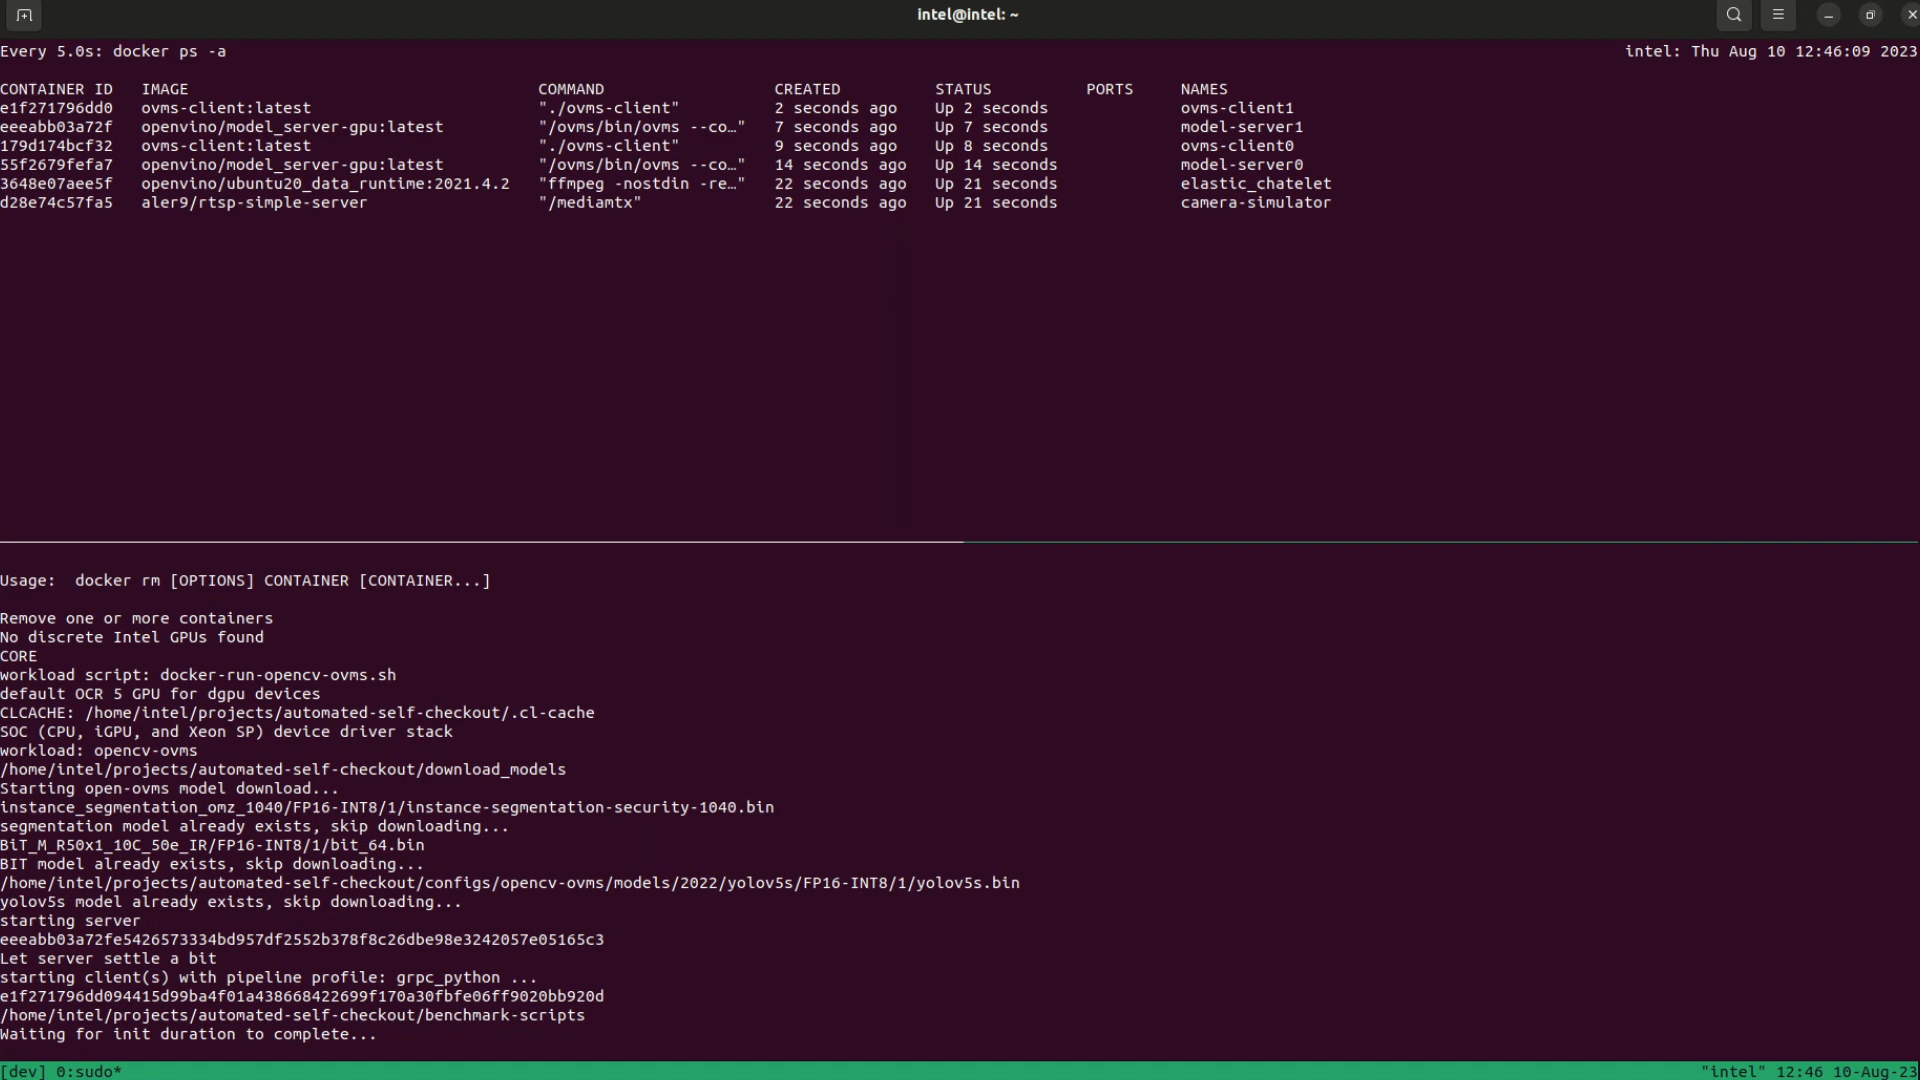 intel@intel: ~
Every 5.0s: docker ps -a intel: Thu Aug 10 12:46:09 2023
CONTAINER ID IMAGE COMMAND CREATED STATUS PORTS NAMES
e1f271796dd0 ovms-client:latest "./ovms-client" 2 seconds ago Up 2 seconds ovms-client1
eeeabb03a72f openvino/model_server-gpu:latest "/ovms/bin/ovms --co…" 7 seconds ago Up 7 seconds model-server1
179d174bcf32 ovms-client:latest "./ovms-client" 9 seconds ago Up 8 seconds ovms-client0
55f2679fefa7 openvino/model_server-gpu:latest "/ovms/bin/ovms --co…" 14 seconds ago Up 14 seconds model-server0
3648e07aee5f openvino/ubuntu20_data_runtime:2021.4.2 "ffmpeg -nostdin -re…" 22 seconds ago Up 21 seconds elastic_chatelet
d28e74c57fa5 aler9/rtsp-simple-server "/mediamtx" 22 seconds ago Up 21 seconds camera-simulator
Usage: docker rm [OPTIONS] CONTAINER [CONTAINER...]
Remove one or more containers
No discrete Intel GPUs found
CORE
workload script: docker-run-opencv-ovms.sh
default OCR 5 GPU for dgpu devices
CLCACHE: /home/intel/projects/automated-self-checkout/.cl-cache
SOC (CPU, iGPU, and Xeon SP) device driver stack
workload: opencv-ovms
/home/intel/projects/automated-self-checkout/download_models
Starting open-ovms model download...
instance_segmentation_omz_1040/FP16-INT8/1/instance-segmentation-security-1040.bin
segmentation model already exists, skip downloading...
BiT_M_R50x1_10C_50e_IR/FP16-INT8/1/bit_64.bin
BIT model already exists, skip downloading...
/home/intel/projects/automated-self-checkout/configs/opencv-ovms/models/2022/yolov5s/FP16-INT8/1/yolov5s.bin
yolov5s model already exists, skip downloading...
starting server
eeeabb03a72fe5426573334bd957df2552b378f8c26dbe98e3242057e05165c3
Let server settle a bit
starting client(s) with pipeline profile: grpc_python ...
e1f271796dd094415d99ba4f01a438668422699f170a30fbfe06ff9020bb920d
/home/intel/projects/automated-self-checkout/benchmark-scripts
Waiting for init duration to complete...
[dev] 0:sudo* "intel" 12:46 10-Aug-23